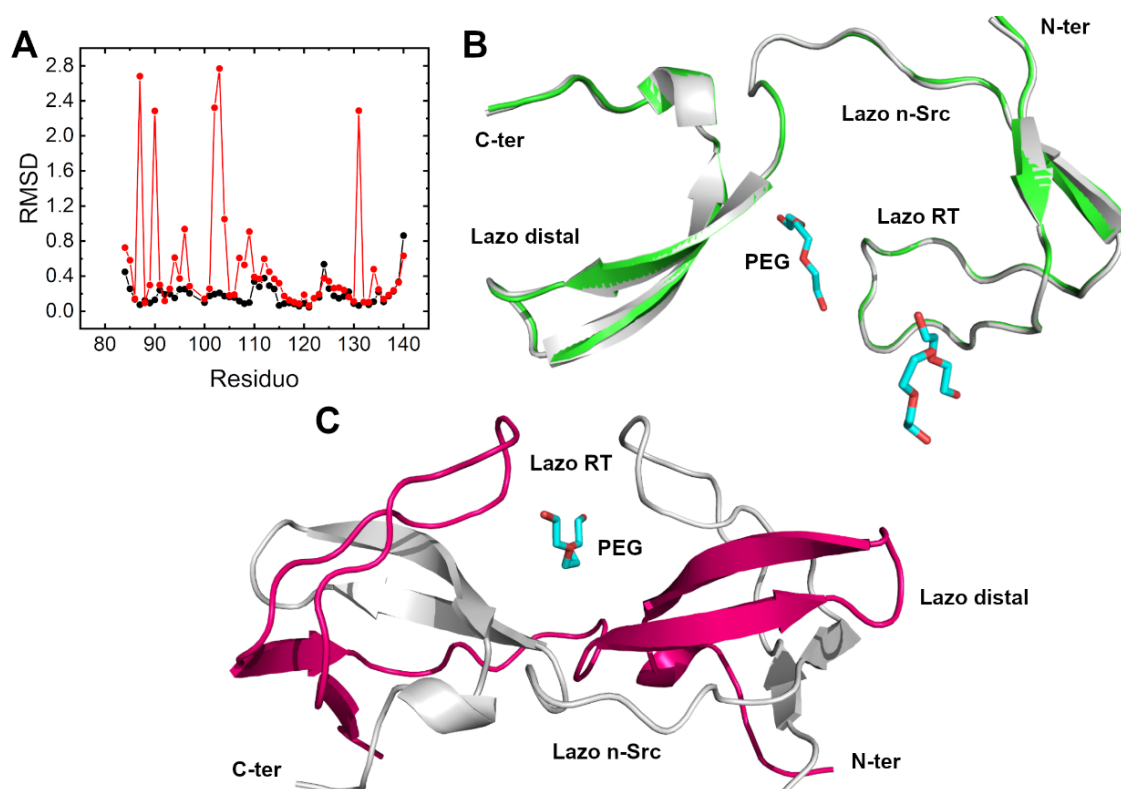 A
RMSD
2.8
2.4
2.0
1.6
1.2
0.8
0.4
0.0
80 90 100 110 120 130 140
Residuo
B
N-ter
C-ter
Lazo n-Src
Lazo RT
Lazo distal
PEG
C
Lazo RT
PEG
Lazo distal
Lazo n-Src
C-ter
N-ter